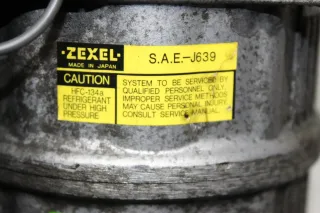 ZEXEL
MADE IN JAPAN
S.A.E.-J639
CAUTION
HFC-134a
REFRIGERANT
UNDER HIGH
PRESSURE
SYSTEM TO BE SERVICED BY
QUALIFIED PERSONNEL ONLY.
IMPROPER SERVICE METHODS
MAY CAUSE PERSONAL INJURY.
CONSULT SERVICE MANUAL.